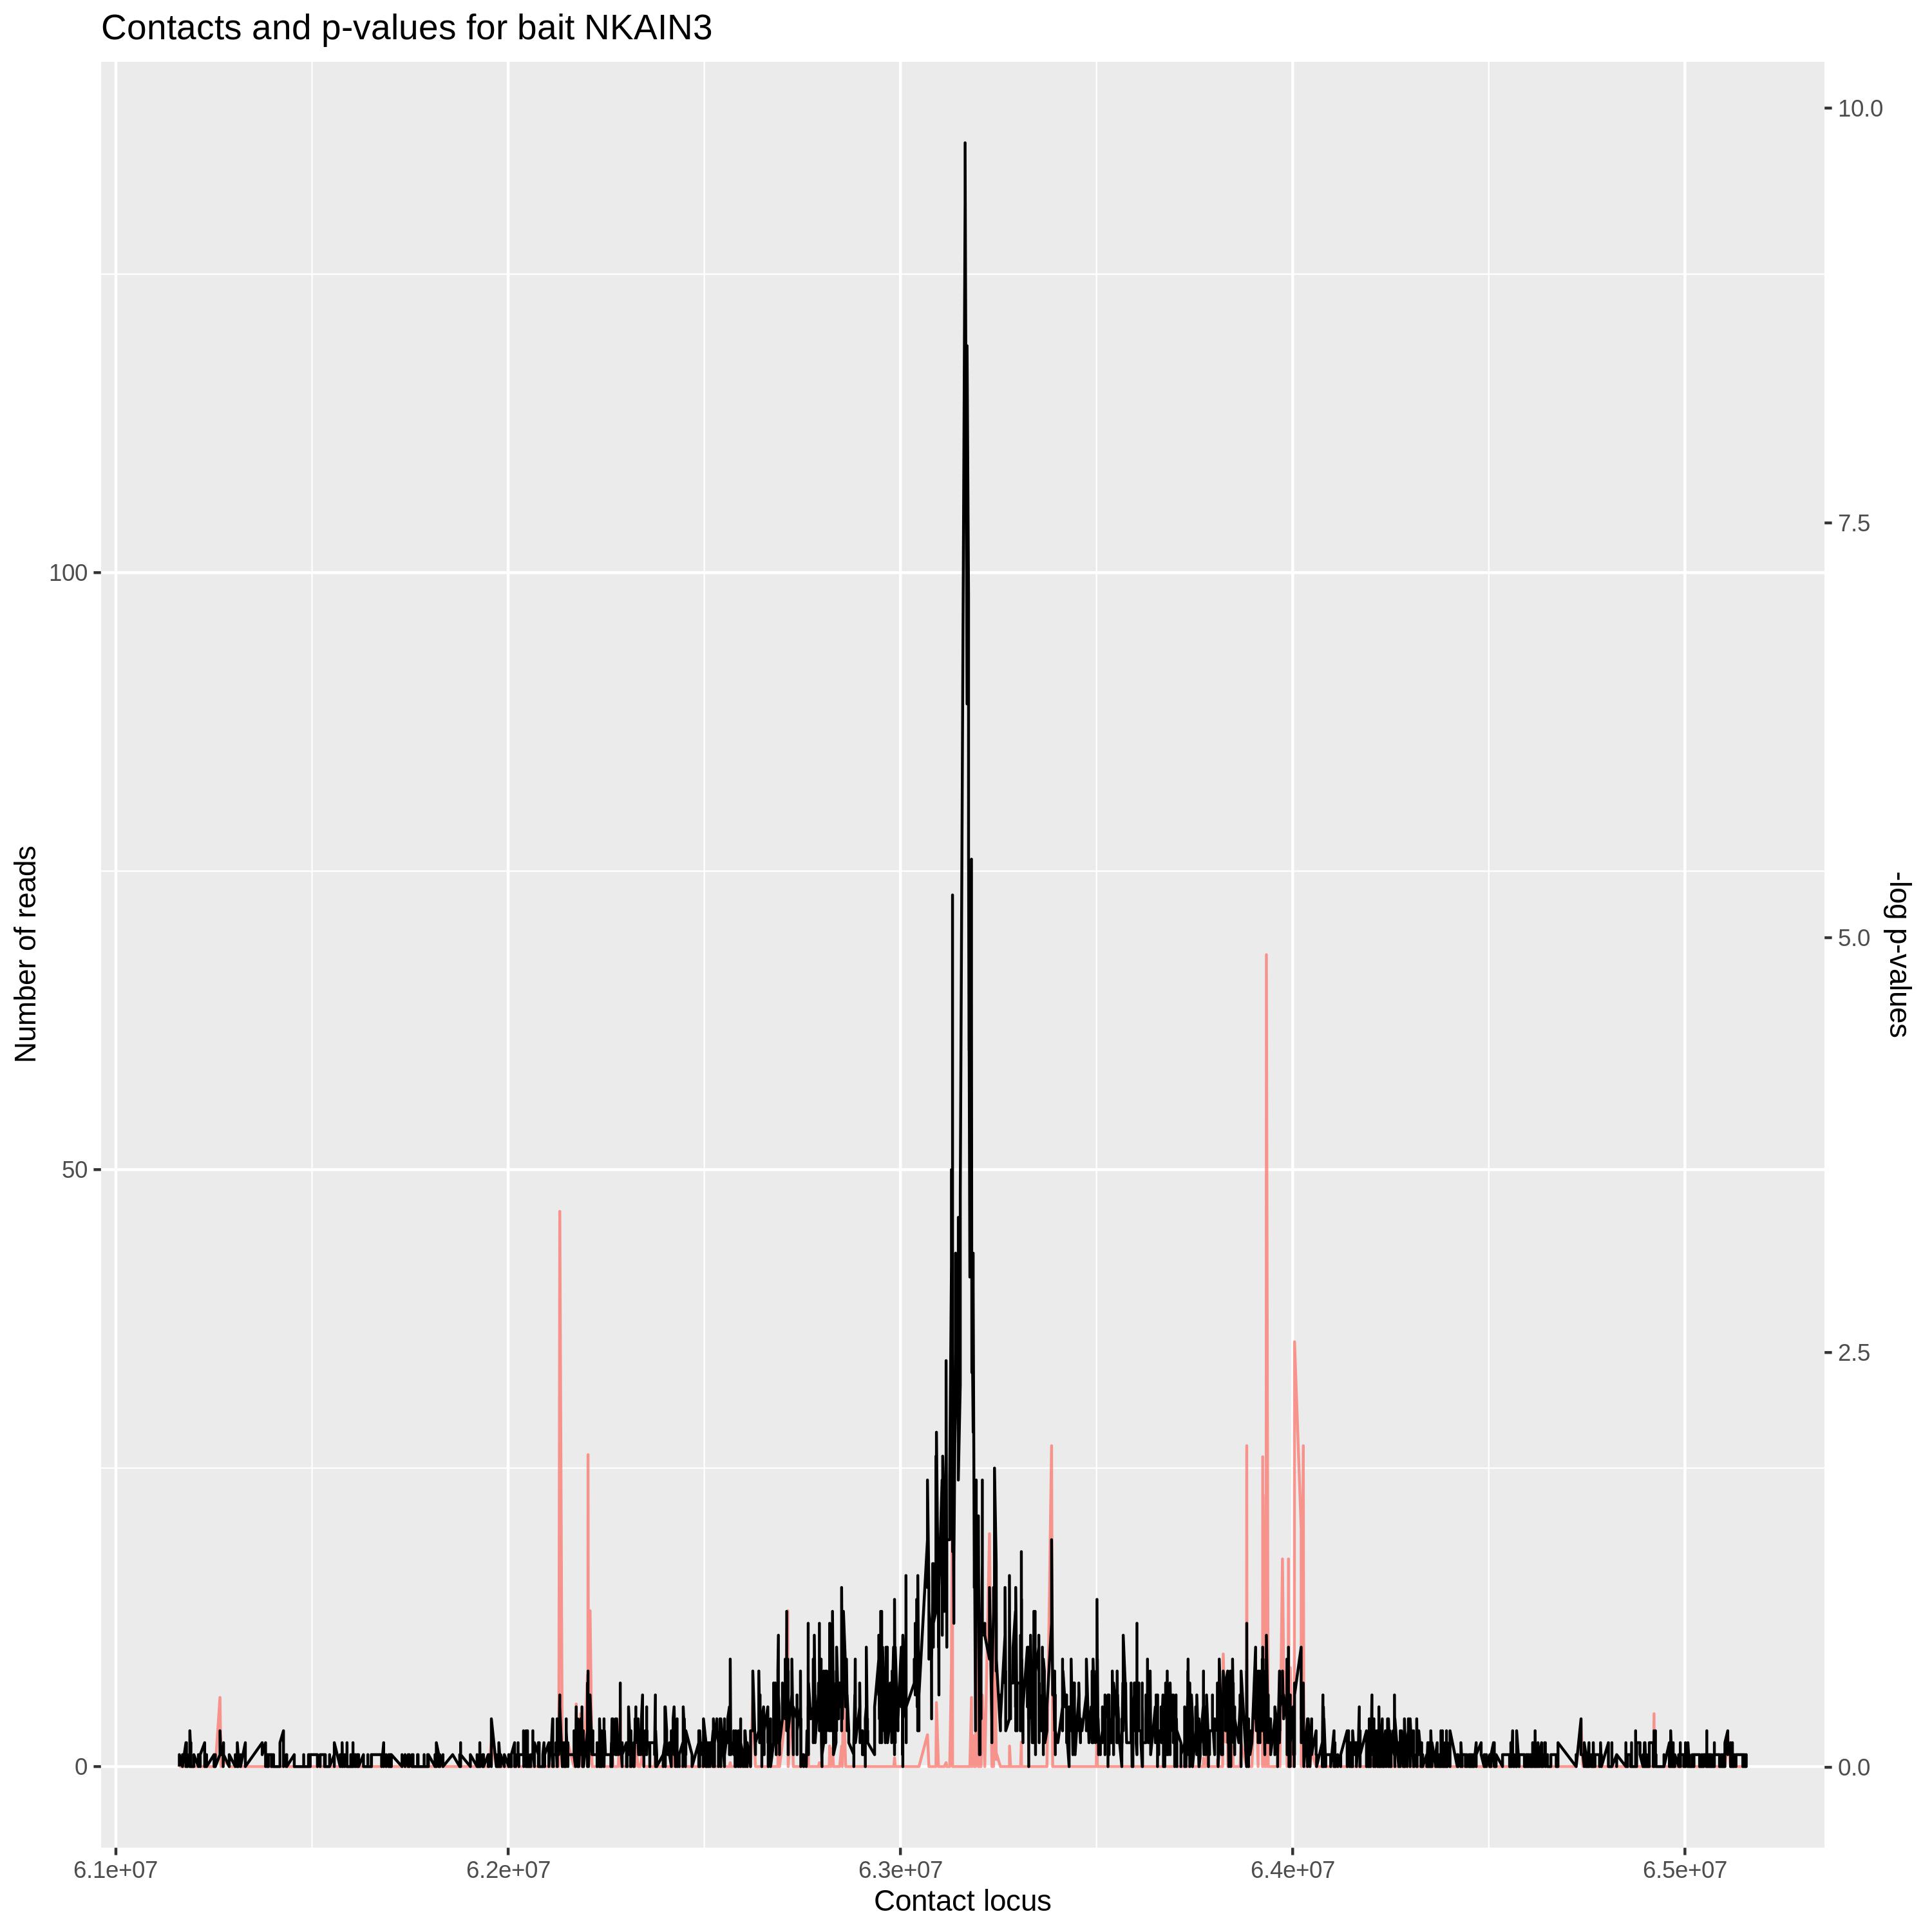 Contacts and p-values for bait NKAIN3
Number of reads
100
50
0
10.0
7.5
5.0
2.5
0.0
-log p-values
6.1e+07
6.2e+07
6.3e+07
6.4e+07
6.5e+07
Contact locus